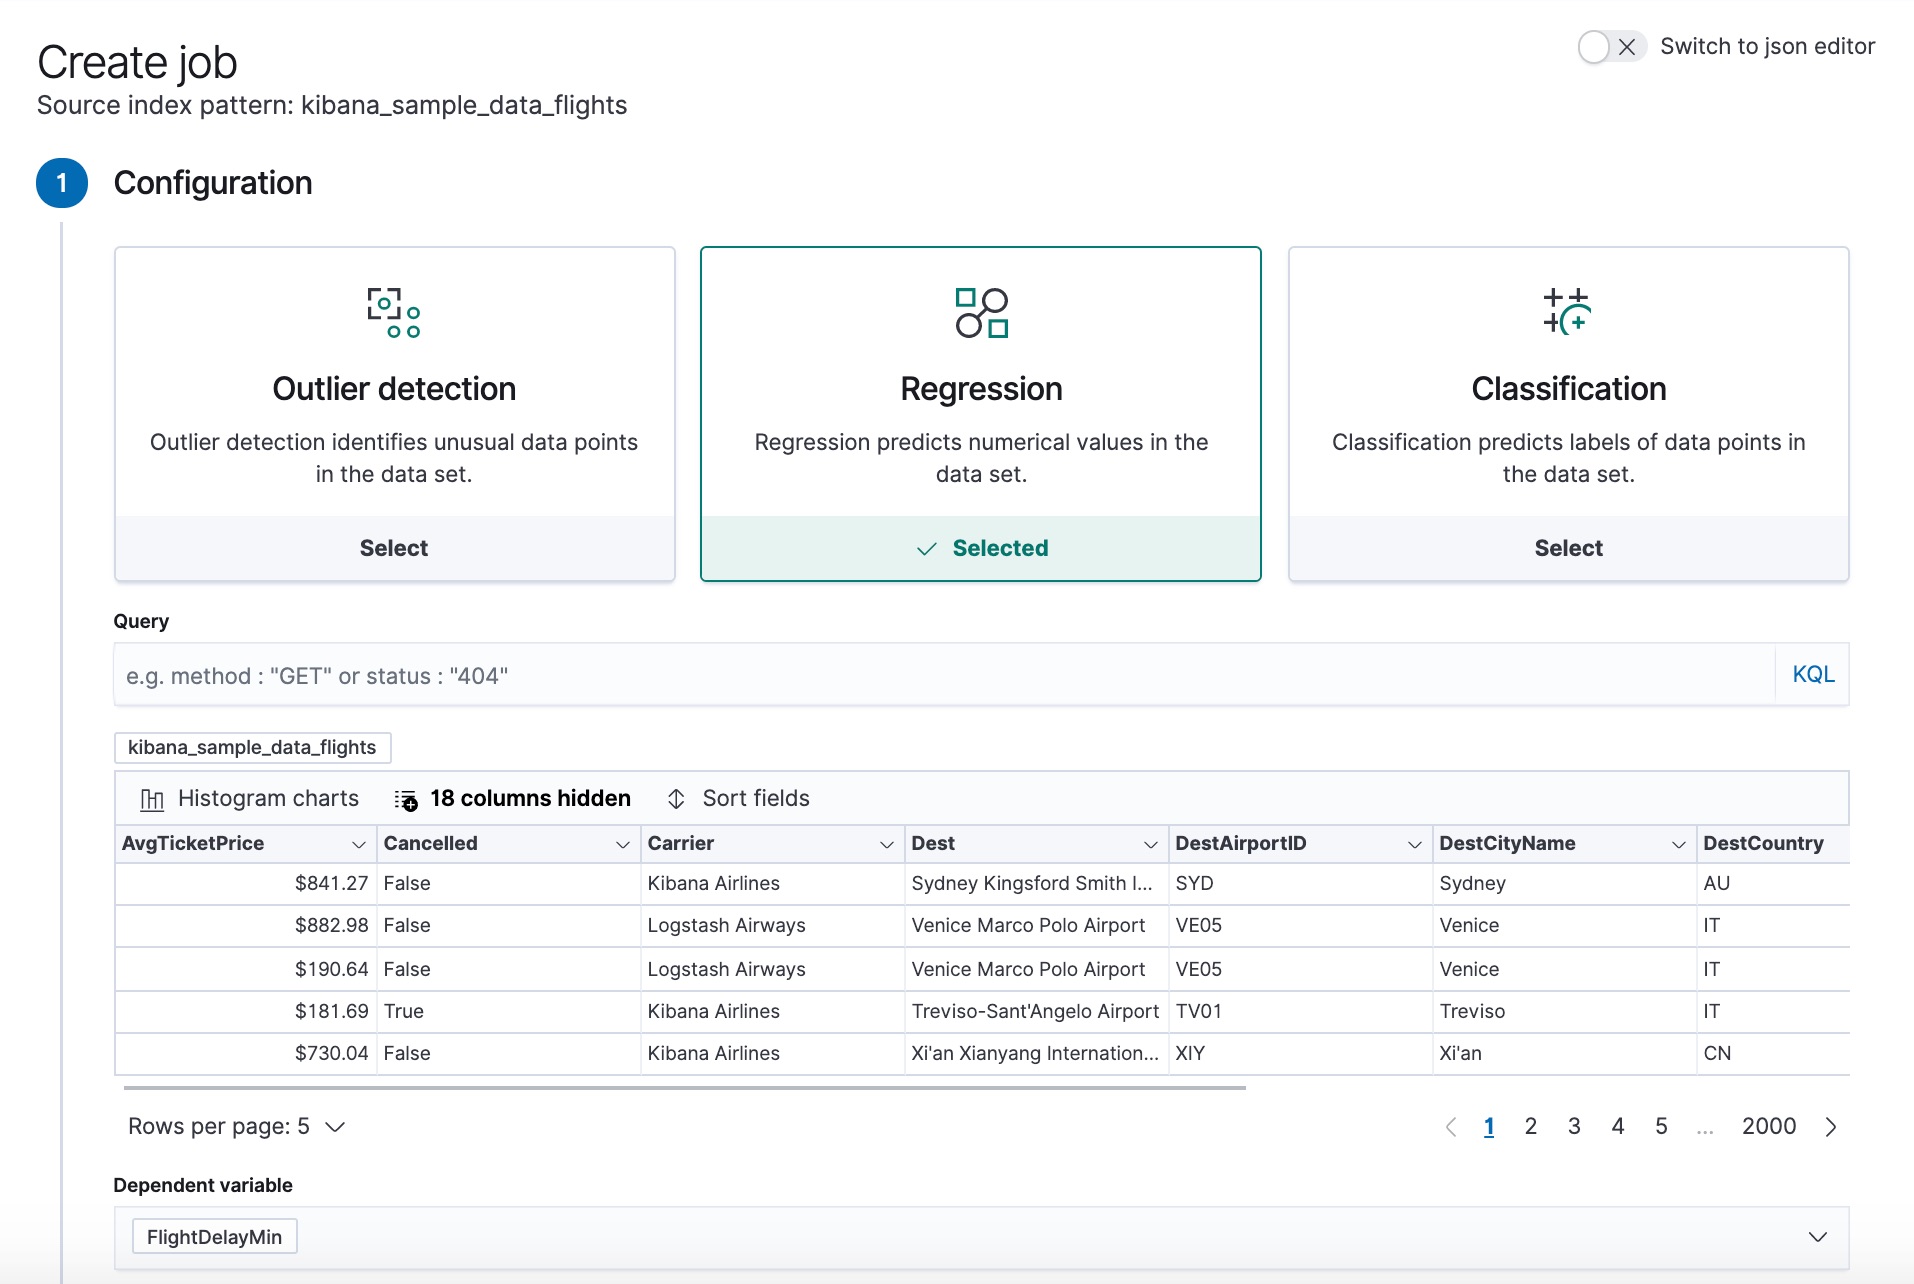 Create job
Switch to json editor
Source index pattern: kibana_sample_data_flights
1 Configuration
Outlier detection
Outlier detection identifies unusual data points
in the data set.
Select
Regression
Regression predicts numerical values in the
data set.
Selected
Classification
Classification predicts labels of data points in
the data set.
Select
Query
e.g. method : "GET" or status : "404"
KQL
kibana_sample_data_flights
Histogram charts 18 columns hidden Sort fields
AvgTicketPrice Cancelled Carrier Dest DestAirportID DestCityName DestCountry
$841.27 False Kibana Airlines Sydney Kingsford Smith I... SYD Sydney AU
$882.98 False Logstash Airways Venice Marco Polo Airport VE05 Venice IT
$190.64 False Logstash Airways Venice Marco Polo Airport VE05 Venice IT
$181.69 True Kibana Airlines Treviso-Sant'Angelo Airport TV01 Treviso IT
$730.04 False Kibana Airlines Xi'an Xianyang Internation... XIY Xi'an CN
Rows per page: 5
1 2 3 4 5 ... 2000
Dependent variable
FlightDelayMin